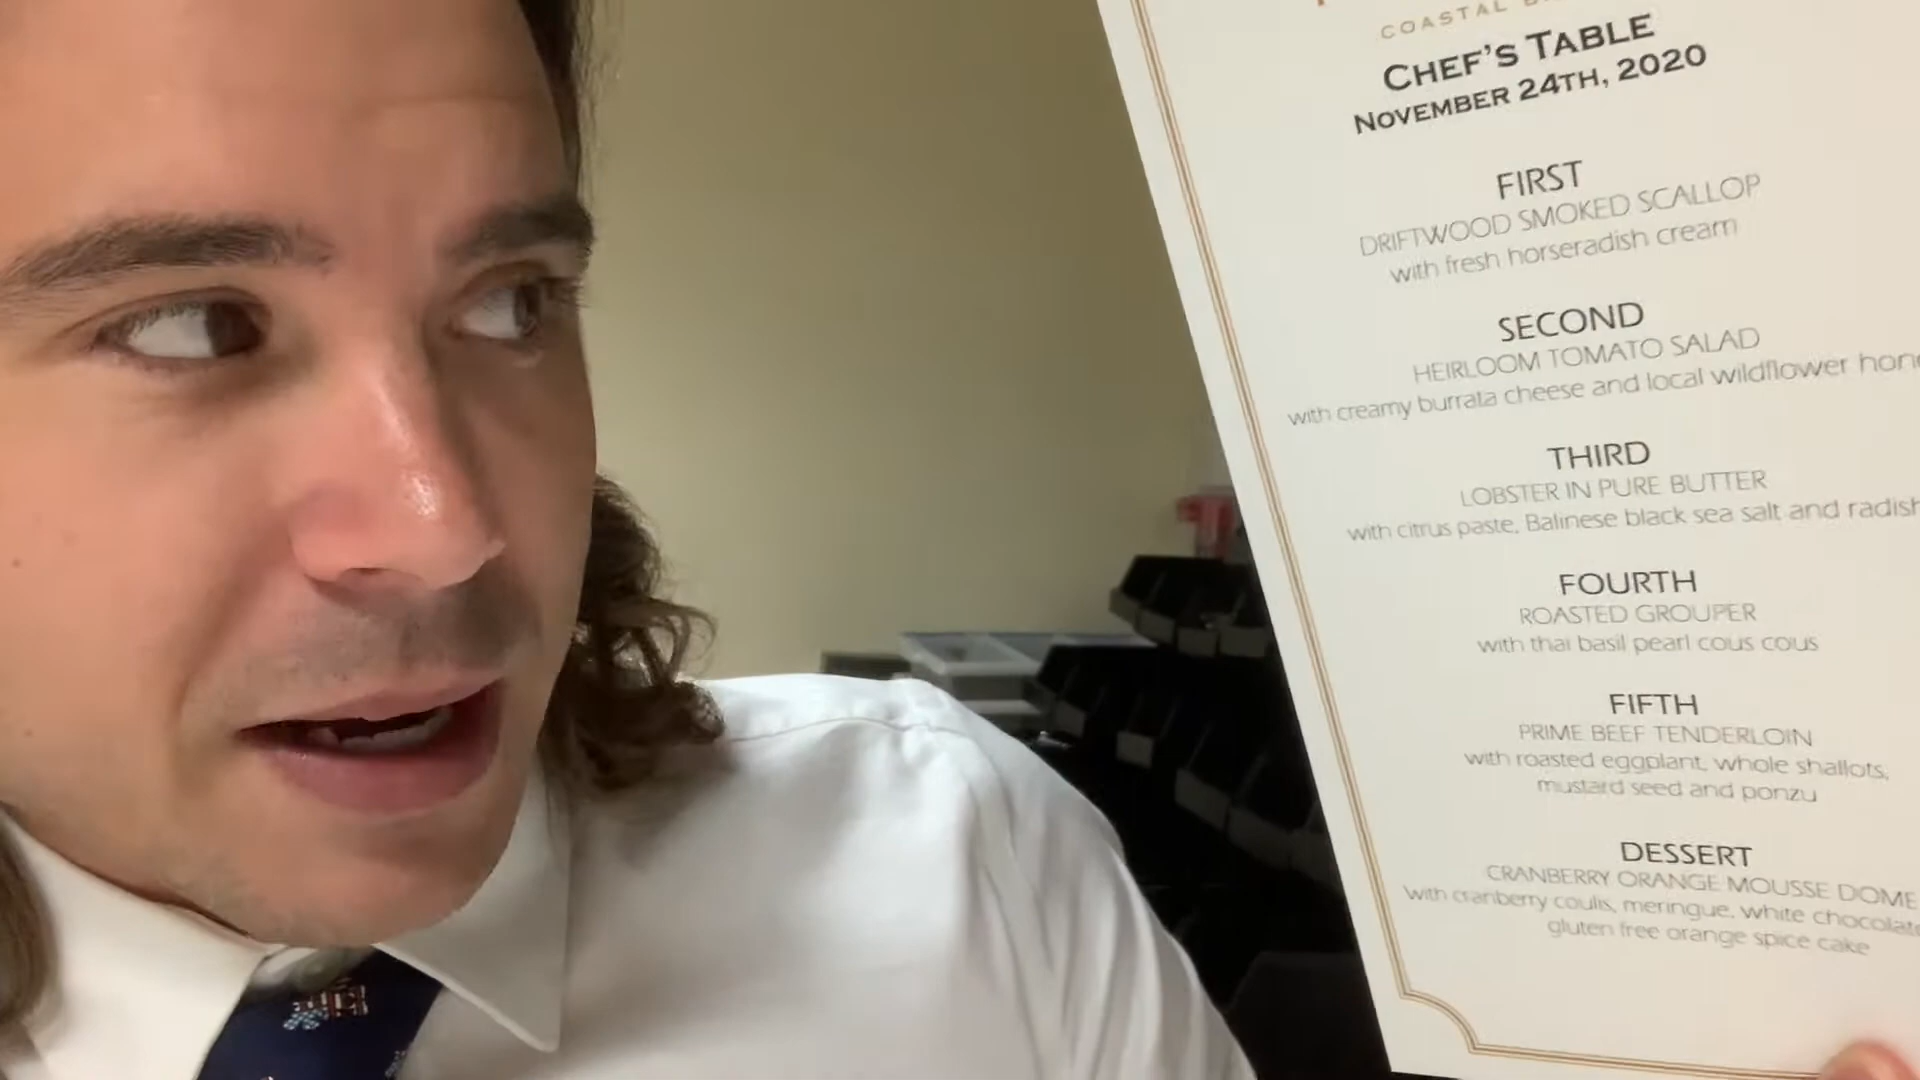 COASTAL
CHEF'S TABLE
NOVEMBER 24TH, 2020
FIRST
DRIFTWOOD SMOKED SCALLOP
with fresh horseradish cream
SECOND
HEIRLOOM TOMATO SALAD
with creamy burrata cheese and local wildflower
THIRD
LOBSTER IN PURE BUTTER
with citrus paste, Balinese black sea salt and radish
FOURTH
ROASTED GROUPER
with thai basil pearl cous cous
FIFTH
PRIME BEEF TENDERLOIN
with roasted eggplant, whole shallots,
mustard seed and ponzu
DESSERT
CRANBERRY ORANGE MOUSSE DOME
with cranberry coulis, meringue, white chocolate
gluten free orange spice cake